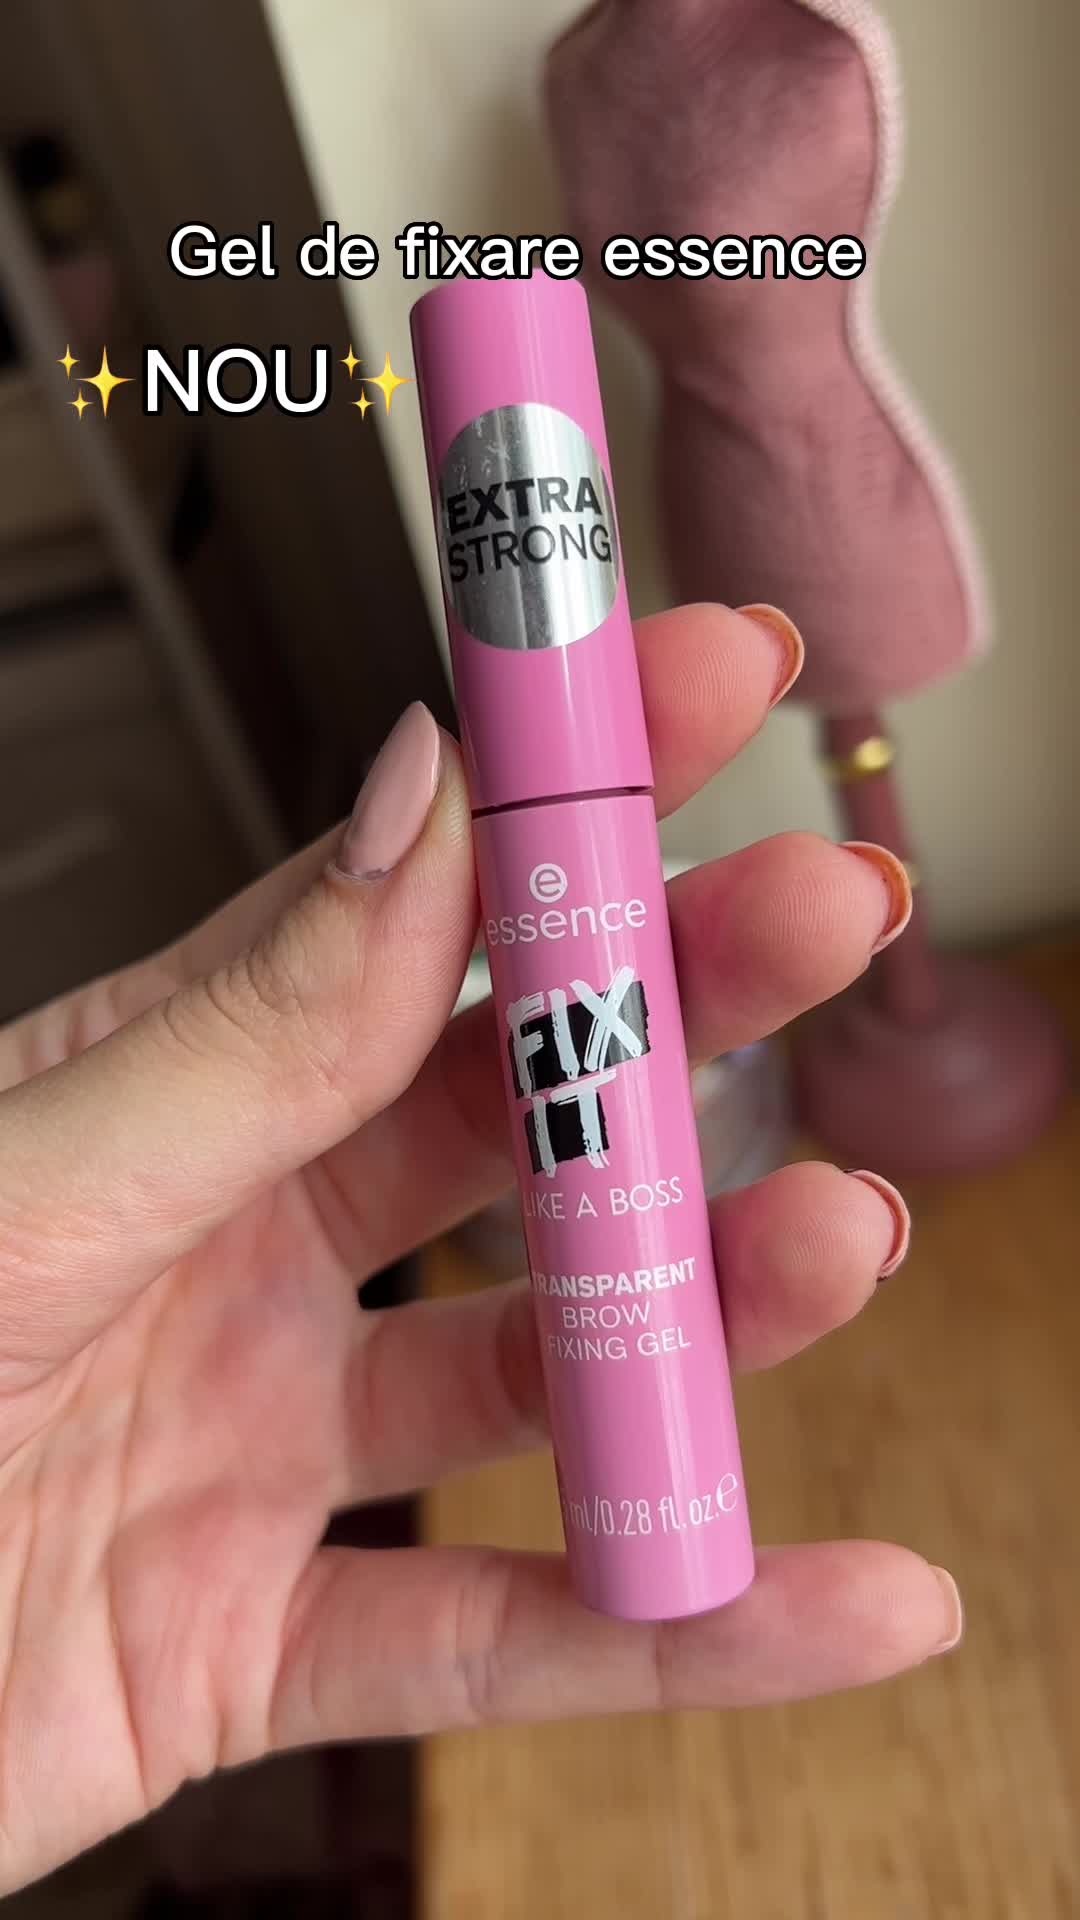 Gel de fixare essence
✨NOU✨
EXTRA
STRONG
e
essence
FIX
IT
LIKE A BOSS
TRANSPARENT
BROW
FIXING GEL
ml/0.28 fl. oz. e